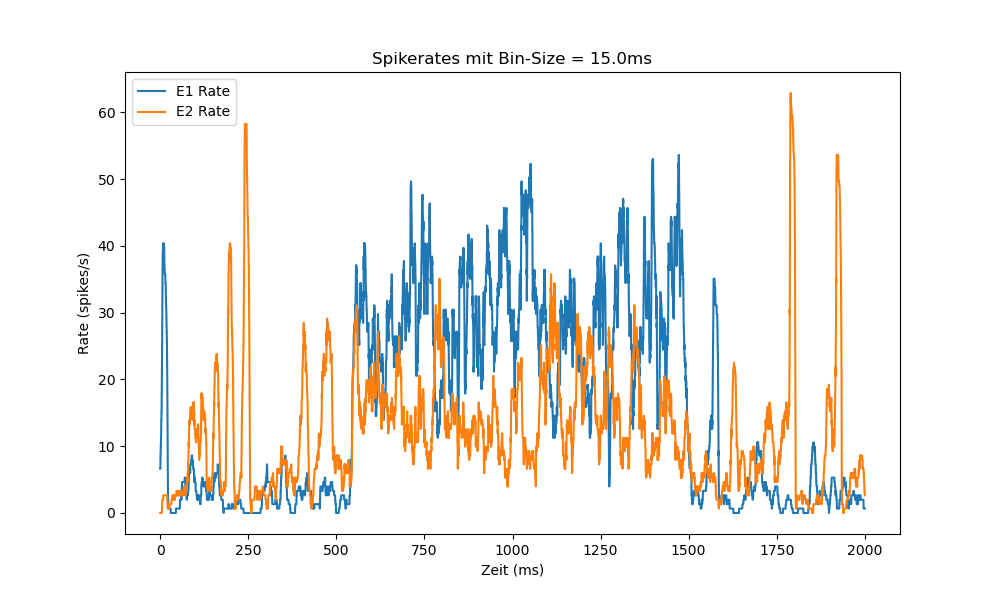 Spikerates mit Bin-Size = 15.0ms
E1 Rate
E2 Rate
60
50
40
30
20
10
0
Rate (spikes/s)
0 250 500 750 1000 1250 1500 1750 2000
Zeit (ms)